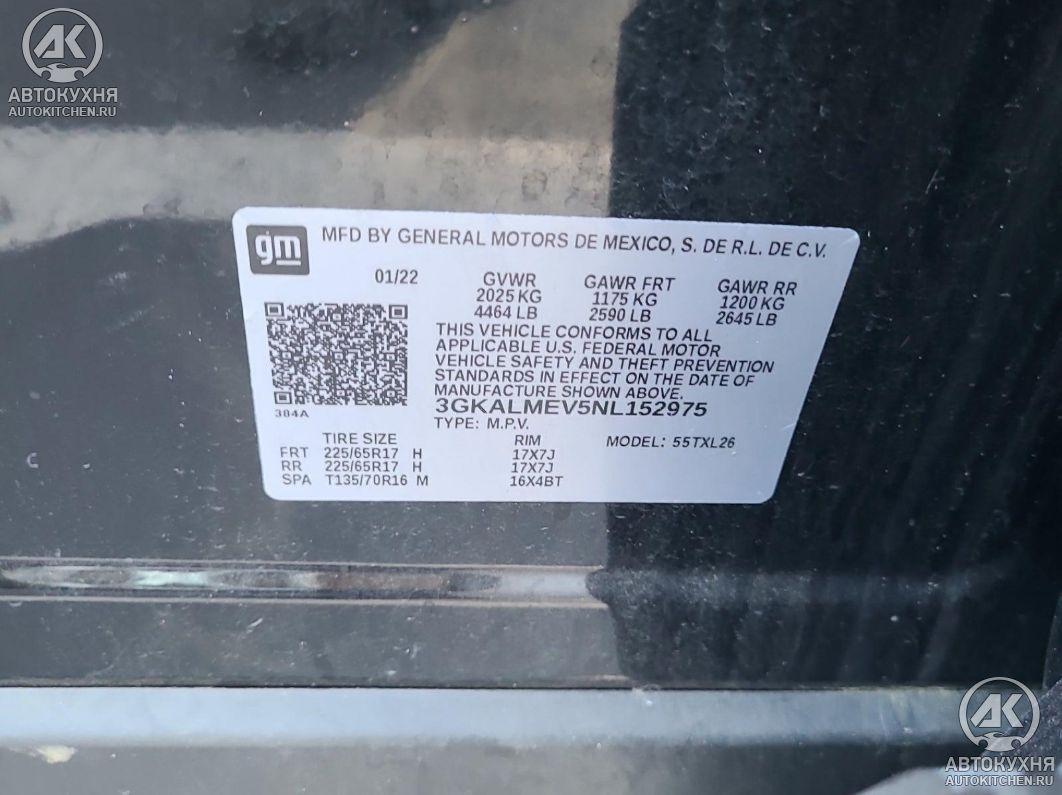 AK
АВТОКУХНЯ
AUTOKITCHEN.RU
gm
MFD BY GENERAL MOTORS DE MEXICO, S. DE R.L. DE C.V.
01/22 GVWR GAWR FRT GAWR RR
2025 KG 1175 KG 1200 KG
4464 LB 2590 LB 2645 LB
THIS VEHICLE CONFORMS TO ALL
APPLICABLE U.S. FEDERAL MOTOR
VEHICLE SAFETY AND THEFT PREVENTION
STANDARDS IN EFFECT ON THE DATE OF
MANUFACTURE SHOWN ABOVE.
384A
3GKALMEV5NL152975
TYPE: M.P.V.
TIRE SIZE RIM MODEL: 55TXL26
FRT 225/65R17 H 17X7J
RR 225/65R17 H 17X7J
SPA T135/70R16 M 16X4BT
AK
АВТОКУХНЯ
AUTOKITCHEN.RU